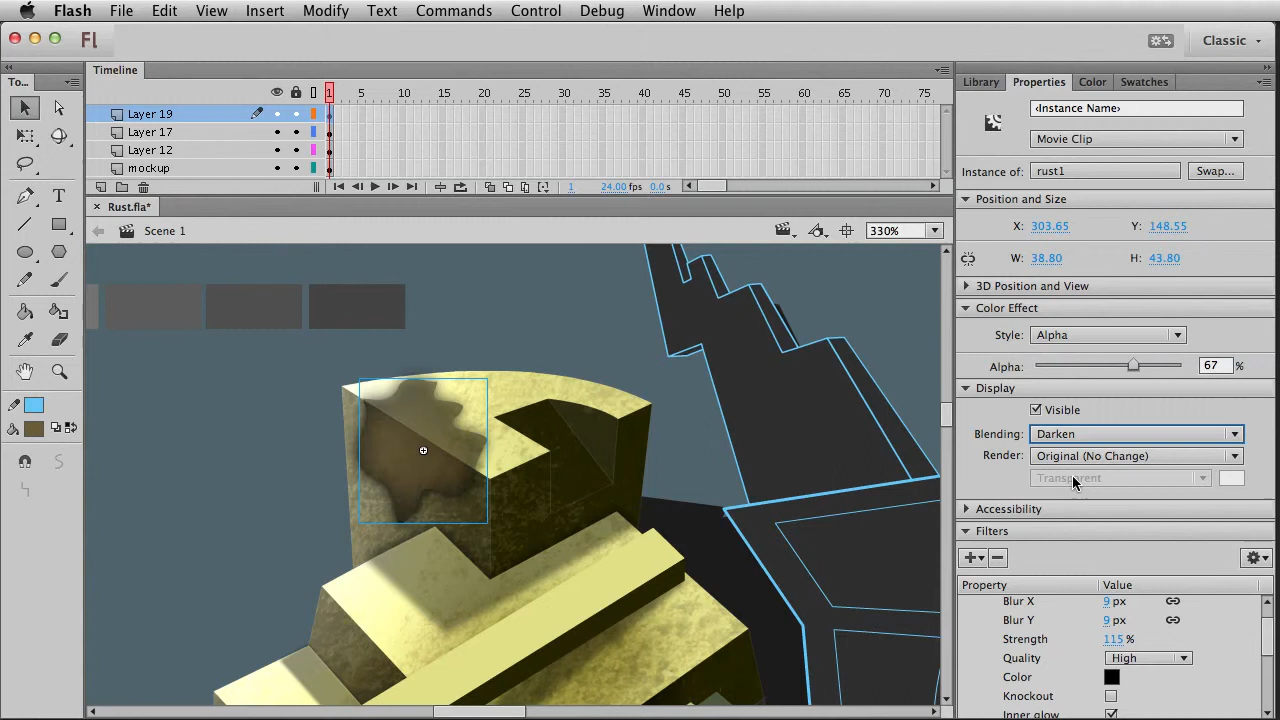 Flash File Edit View Insert Modify Text Commands Control Debug Window Help
Fl Classic
To... Timeline Library Properties Color Swatches
1 5 10 15 20 25 30 35 40 45 50 55 60 65 70 75
‹Instance Name›
Layer 19
Layer 17
Movie Clip
Layer 12
mockup
Instance of: rust1 Swap...
1 24.00 fps 0.0 s
Position and Size
Rust.fla*
X: 303.65 Y: 148.55
Scene 1 330%
W: 38.80 H: 43.80
3D Position and View
Color Effect
Style: Alpha
Alpha: 67 %
Display
Visible
Blending: Darken
Render: Original (No Change)
Transparent
Accessibility
Filters
Property Value
Blur X 9 px
Blur Y 9 px
Strength 115 %
Quality High
Color
Knockout
Inner glow